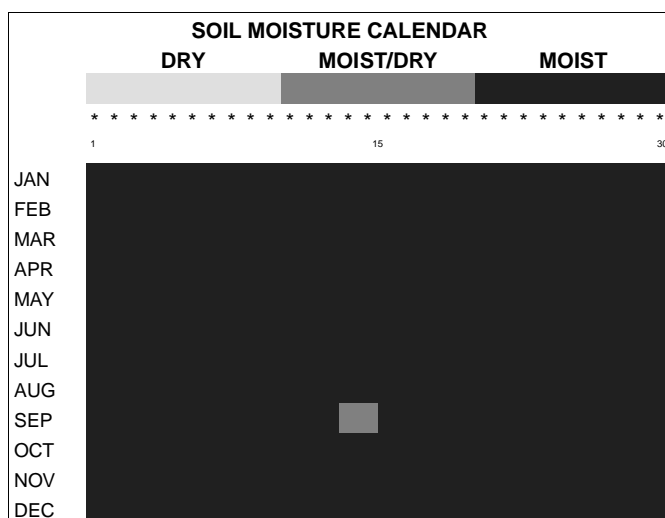 SOIL MOISTURE CALENDAR
DRY MOIST/DRY MOIST
* * * * * * * * * * * * * * * * * * * * * * * * * * * * * *
1 15 30
JAN
FEB
MAR
APR
MAY
JUN
JUL
AUG
SEP
OCT
NOV
DEC